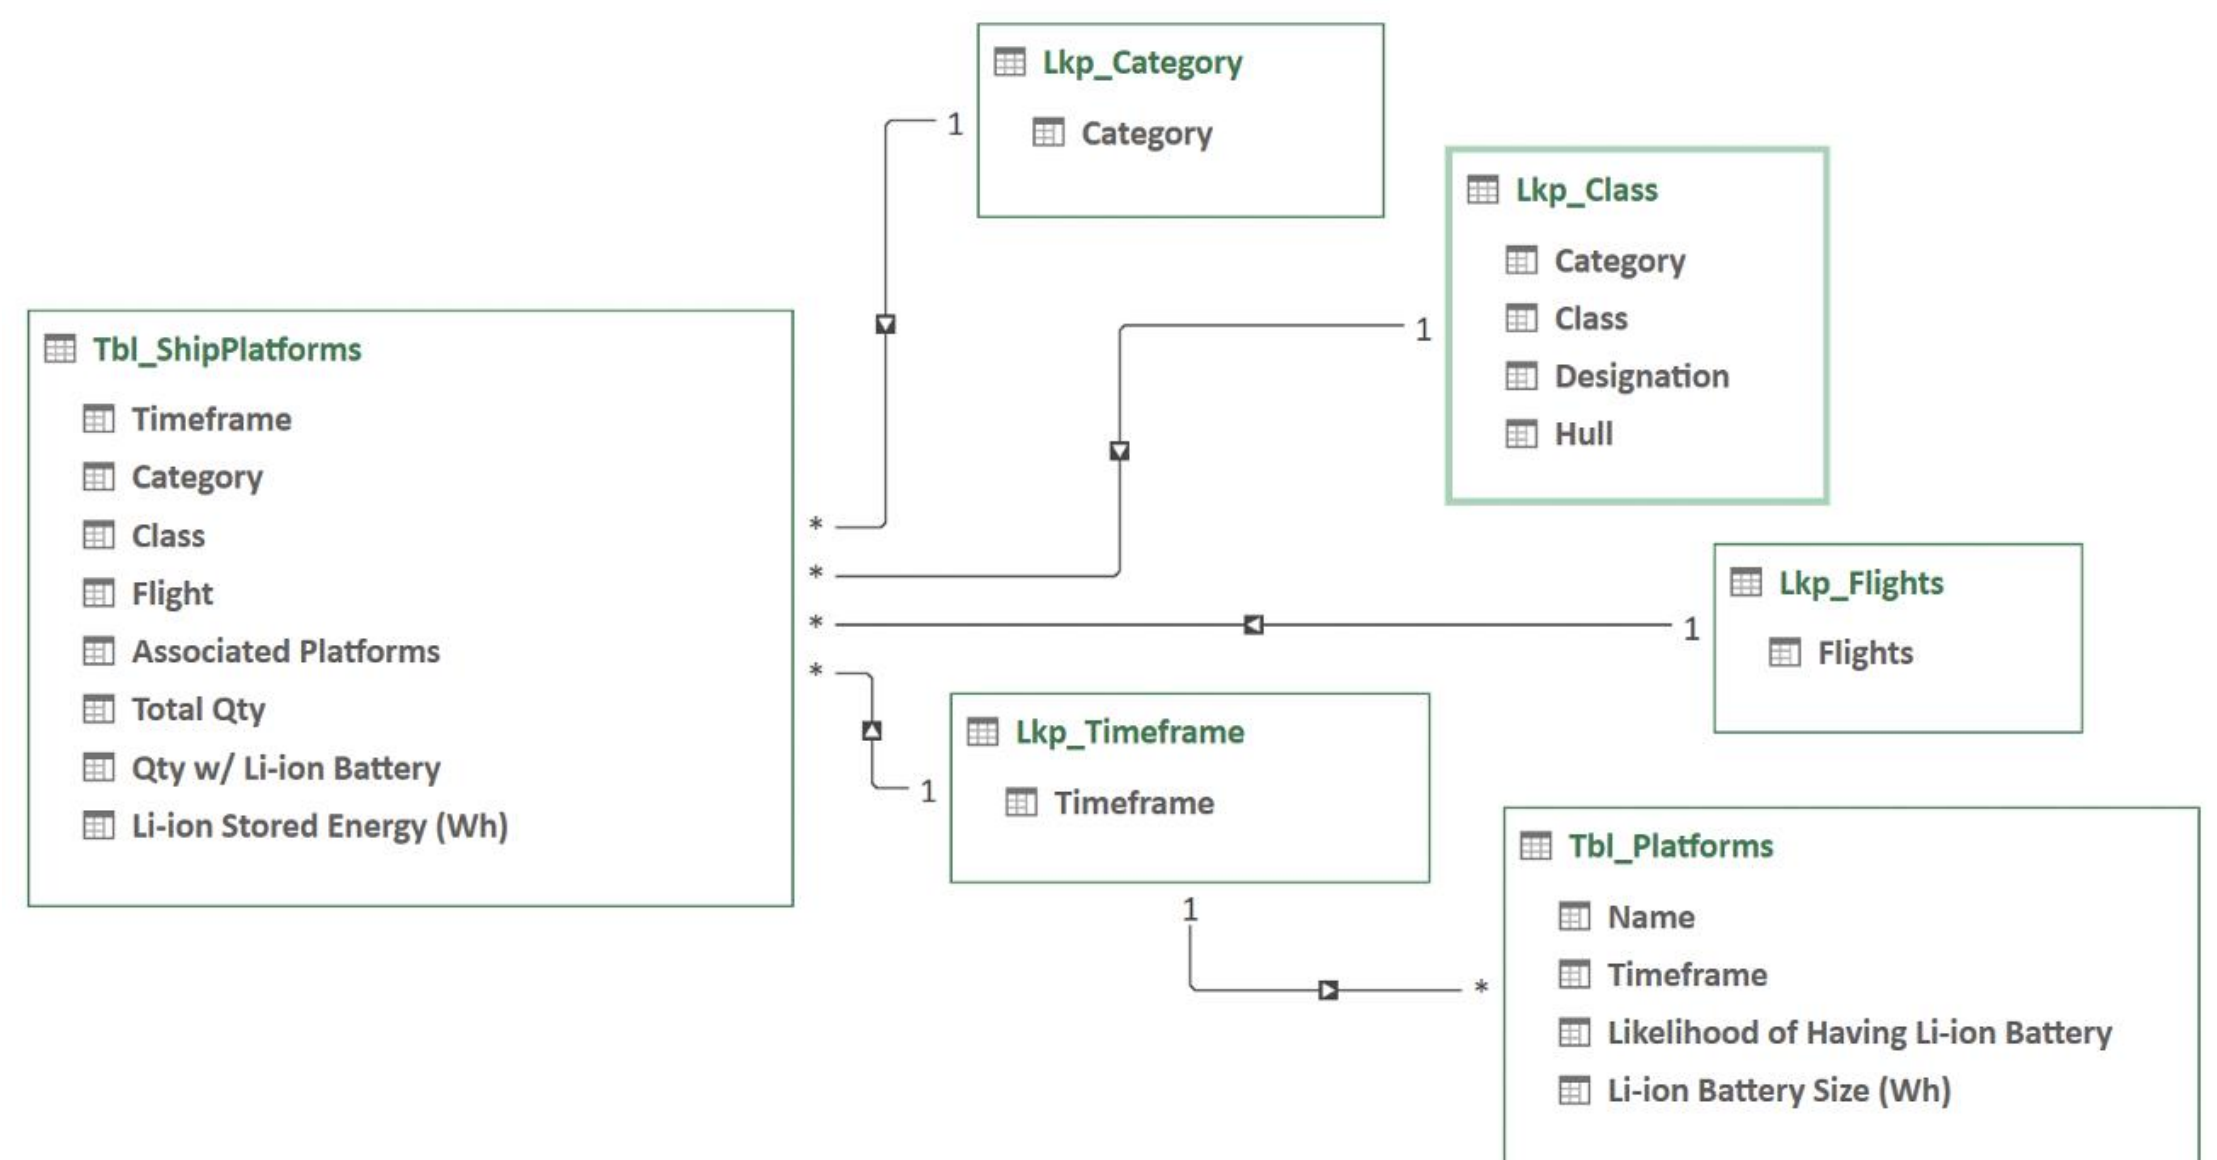 Lkp_Category
Category
1
Lkp_Class
Category
Class
Designation
Hull
1
Tbl_ShipPlatforms
Timeframe
Category
Class
Flight
Associated Platforms
Total Qty
Qty w/ Li-ion Battery
Li-ion Stored Energy (Wh)
*
*
*
*
Lkp_Flights
Flights
1
Lkp_Timeframe
Timeframe
1
1
*
Tbl_Platforms
Name
Timeframe
Likelihood of Having Li-ion Battery
Li-ion Battery Size (Wh)